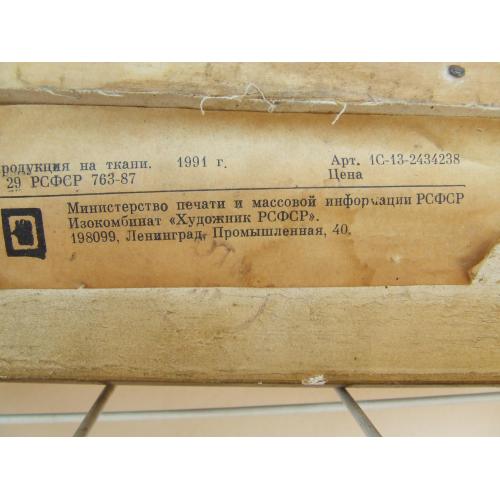 родукция на ткани. 1991 г. Арт. 1С-13-2434238
29 РСФСР 763-87 Цена
Министерство печати и массовой информации РСФСР
Изокомбинат «Художник РСФСР».
198099, Ленинград, Промышленная, 40.